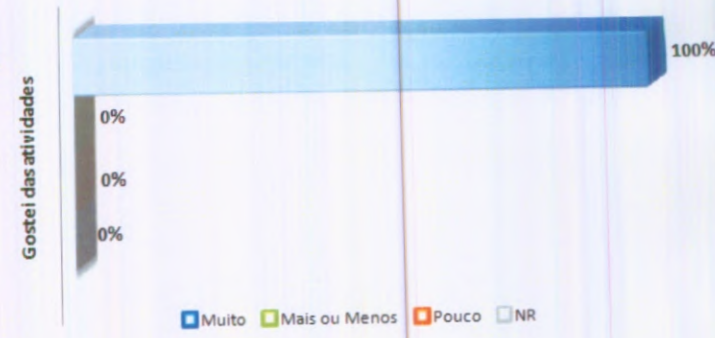 Gostei das atividades
100%
0%
0%
0%
Muito Mais ou Menos Pouco NR